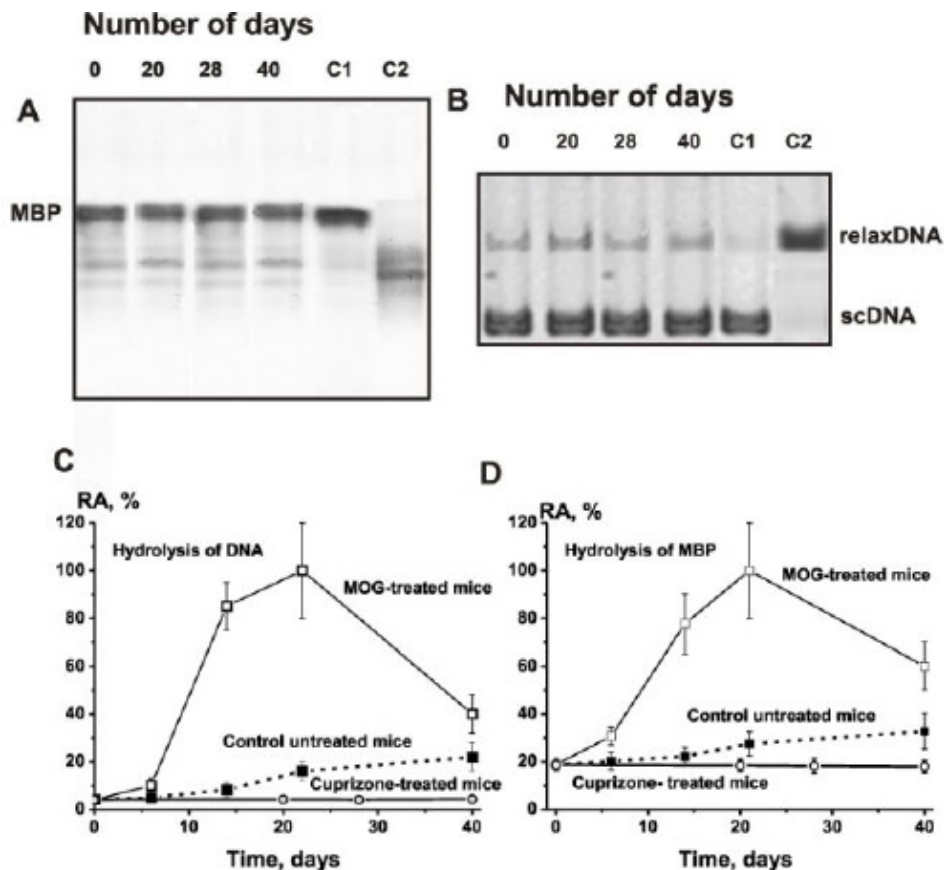 Number of days
0 20 28 40 C1 C2
A
MBP
B
Number of days
0 20 28 40 C1 C2
relaxDNA
scDNA
C
RA, %
120
100
80
60
40
20
0
Hydrolysis of DNA
MOG-treated mice
Control untreated mice
Cuprizone-treated mice
0 10 20 30 40
Time, days
D
RA, %
120
100
80
60
40
20
0
Hydrolysis of MBP
MOG-treated mice
Control untreated mice
Cuprizone- treated mice
0 10 20 30 40
Time, days